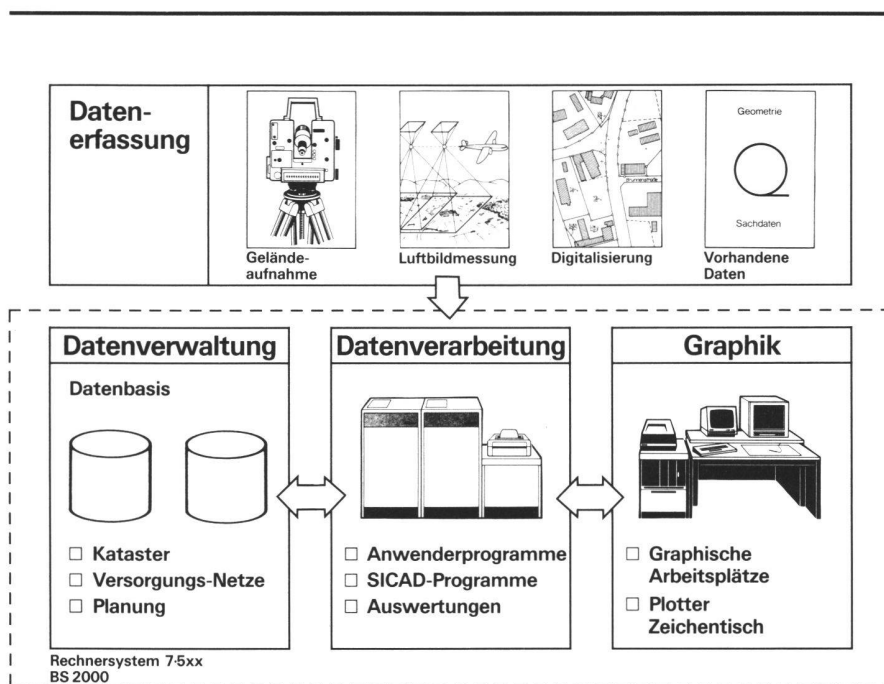 Daten-
erfassung
Geometrie
Sachdaten
Gelände-
aufnahme
Luftbildmessung
Digitalisierung
Vorhandene
Daten
Datenverwaltung
Datenbasis
□ Kataster
□ Versorgungs-Netze
□ Planung
Datenverarbeitung
□ Anwenderprogramme
□ SICAD-Programme
□ Auswertungen
Graphik
□ Graphische
Arbeitsplätze
□ Plotter
Zeichentisch
Rechnersystem 7·5xx
BS 2000